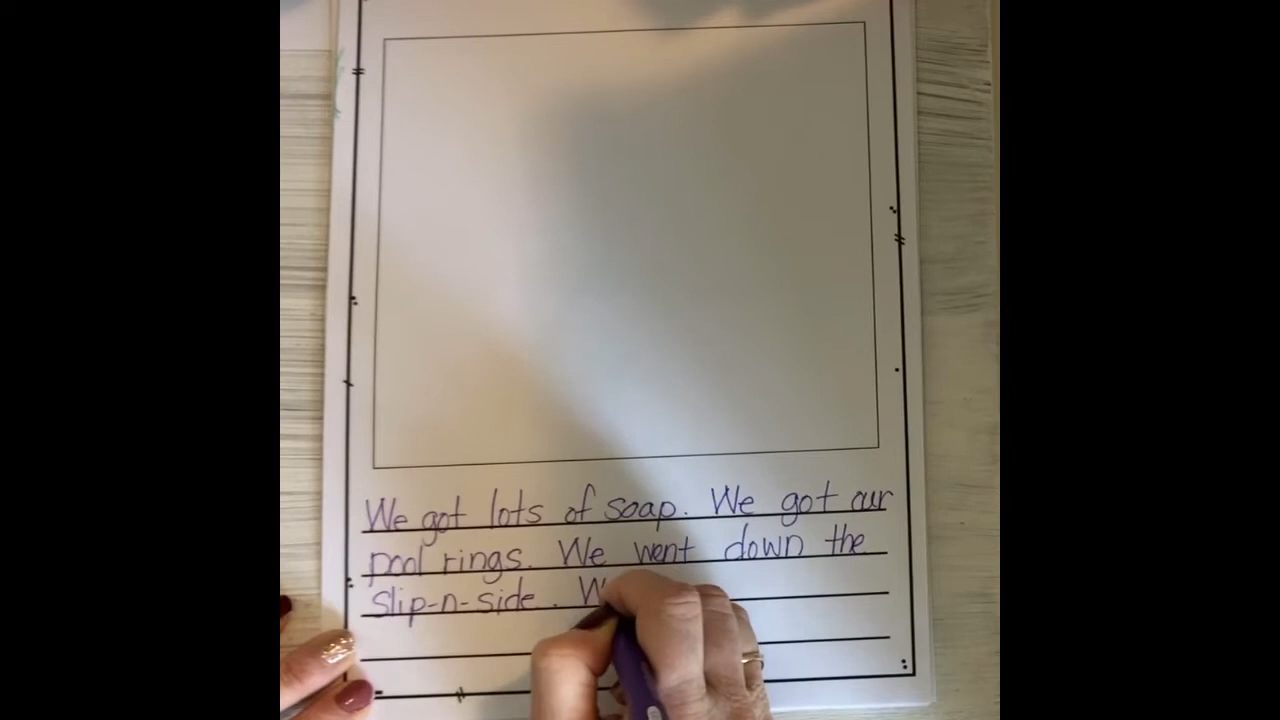 We got lots of soap. We got our
pool rings. We went down the
slip-n-side. W